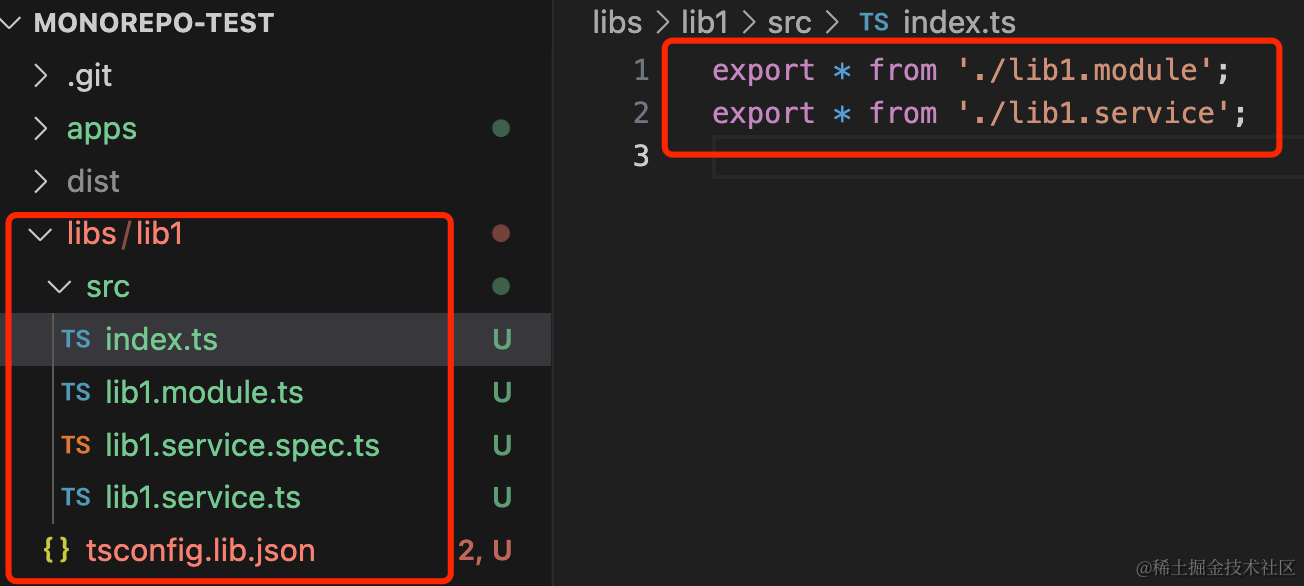 MONOREPO-TEST
.git
apps
dist
libs/lib1
src
TS index.ts U
TS lib1.module.ts U
TS lib1.service.spec.ts U
TS lib1.service.ts U
{} tsconfig.lib.json 2, U
libs > lib1 > src > TS index.ts
1 export * from './lib1.module';
2 export * from './lib1.service';
3
@稀土掘金技术社区